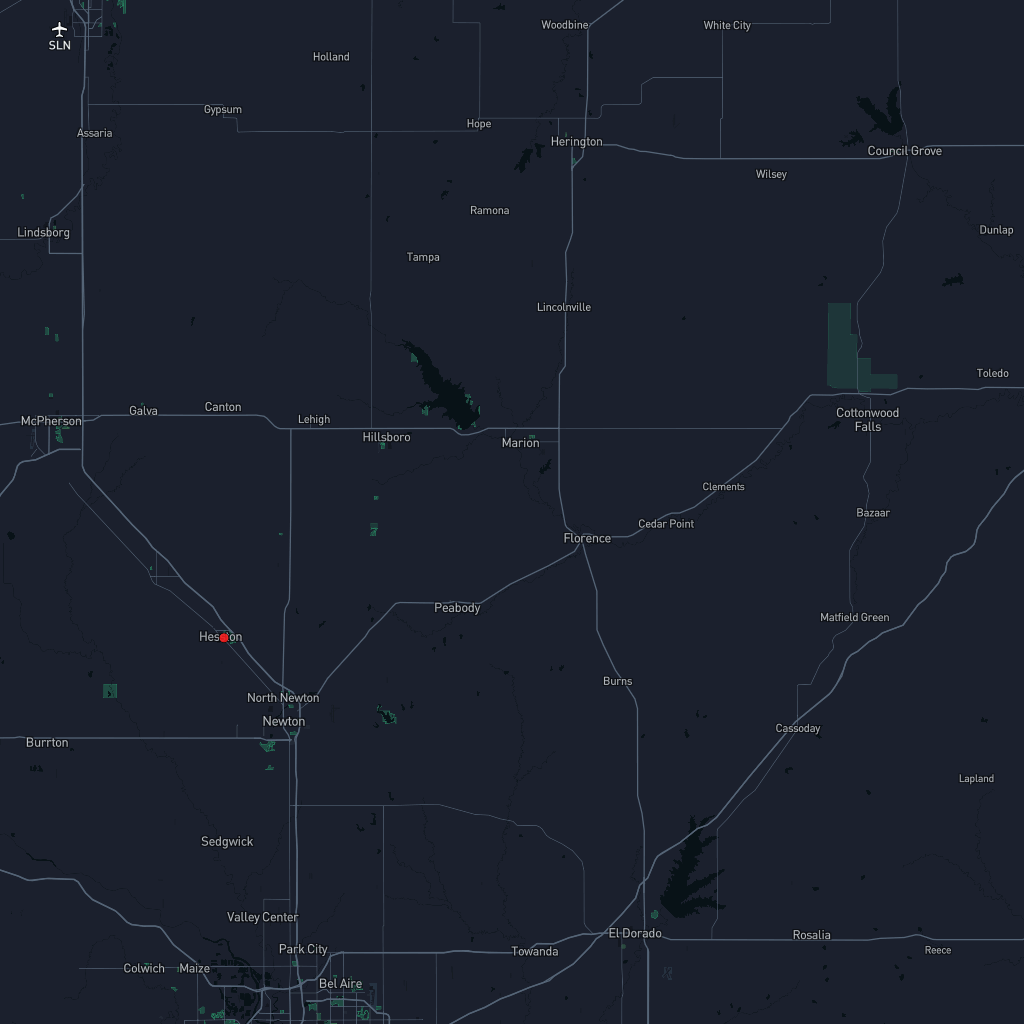 Woodbine
White City
SLN
Holland
Gypsum
Hope
Assaria
Herington
Council Grove
Wilsey
Ramona
Lindsborg
Dunlap
Tampa
Lincolnville
Toledo
Galva
Canton
McPherson
Lehigh
Hillsboro
Marion
Cottonwood
Falls
Clements
Bazaar
Cedar Point
Florence
Peabody
Matfield Green
Hesston
Burns
North Newton
Newton
Cassoday
Burrton
Lapland
Sedgwick
Valley Center
El Dorado
Rosalia
Park City
Towanda
Reece
Colwich
Maize
Bel Aire